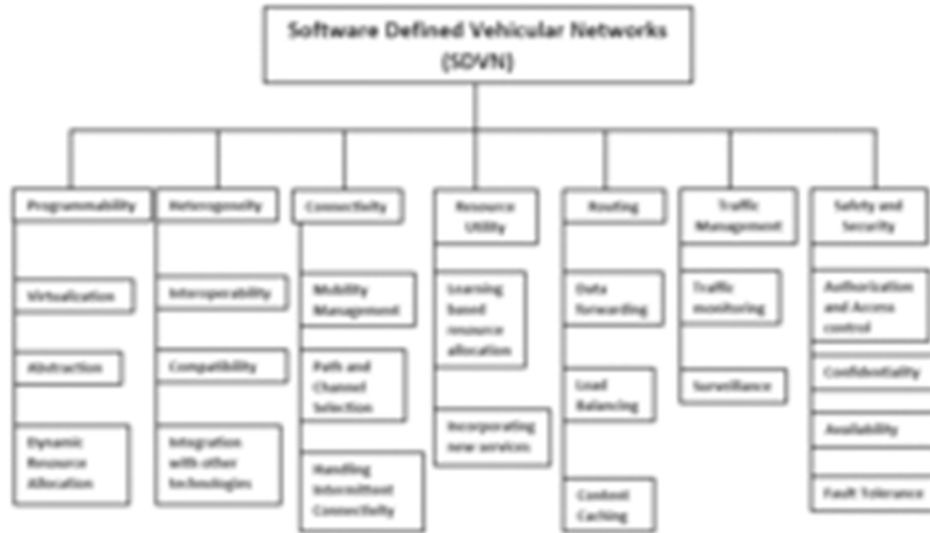 Software Defined Vehicular Networks
(SDVN)
Programmability
Heterogeneity
Connectivity
Resource
Utility
Routing
Traffic
Management
Safety and
Security
Virtualization
Interoperability
Mobility
Management
Learning
based
resource
allocation
Data
forwarding
Traffic
monitoring
Authorization
and Access
control
Abstraction
Compatibility
Path and
Channel
Selection
Load
Balancing
Surveillance
Confidentiality
Dynamic
Resource
Allocation
Integration
with other
technologies
Handling
Intermittent
Connectivity
Incorporating
new services
Content
Caching
Availability
Fault Tolerance